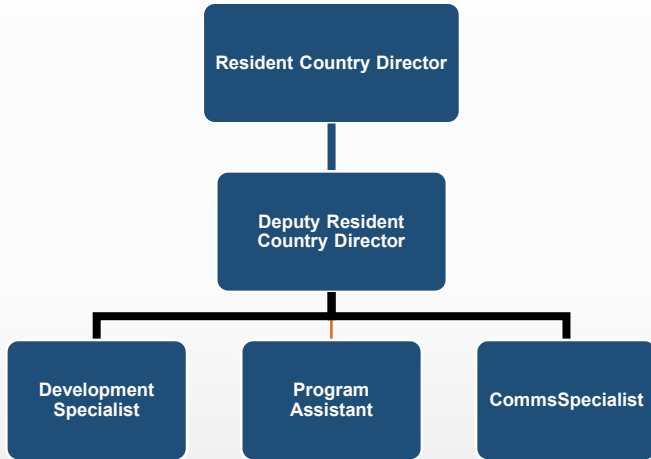 Resident Country Director
Deputy Resident
Country Director
Development
Specialist
Program
Assistant
CommsSpecialist